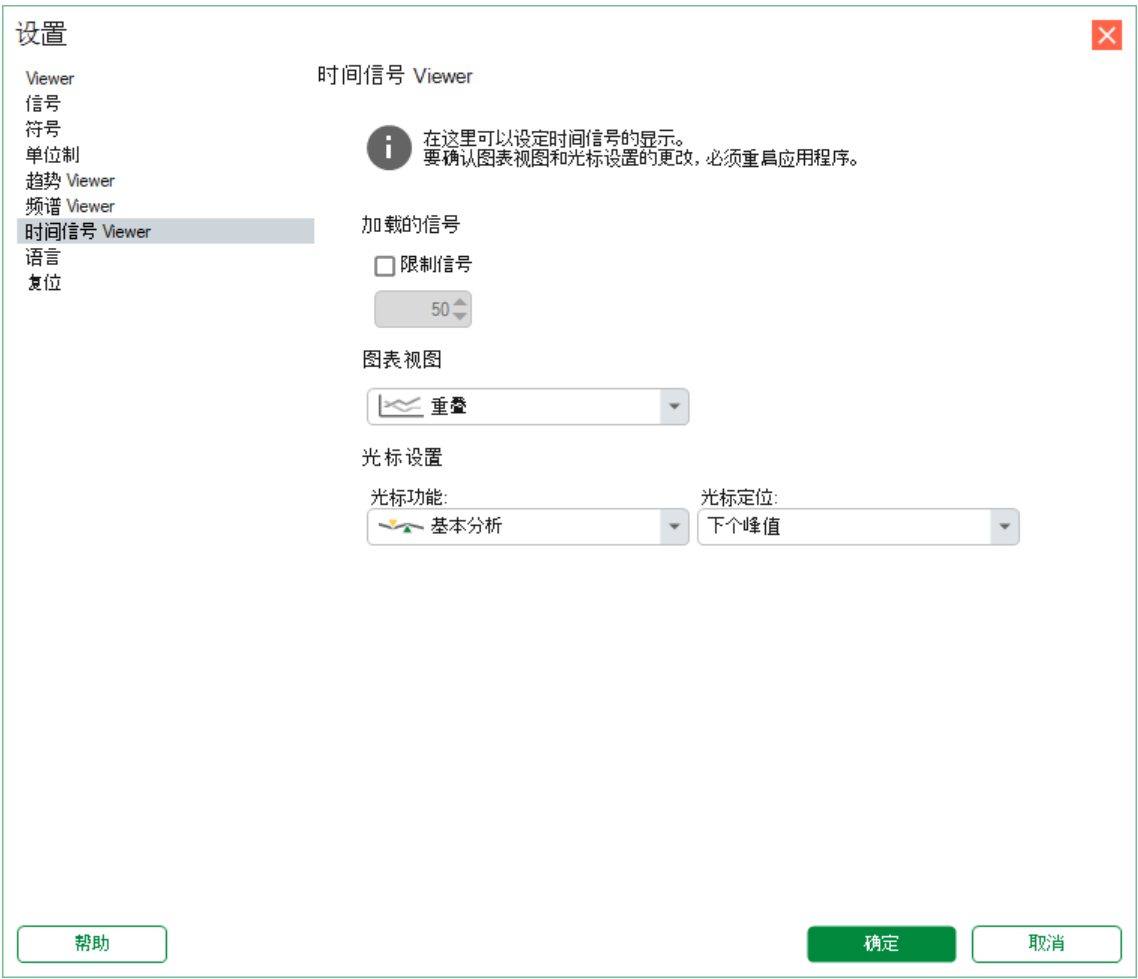 设置
Viewer
信号
符号
单位制
趋势 Viewer
频谱 Viewer
时间信号 Viewer
语言
复位
时间信号 Viewer
在这里可以设定时间信号的显示。
要确认图表视图和光标设置的更改, 必须重启应用程序。
加载的信号
限制信号
50
图表视图
重叠
光标设置
光标功能: 光标定位:
基本分析 下个峰值
帮助 确定 取消